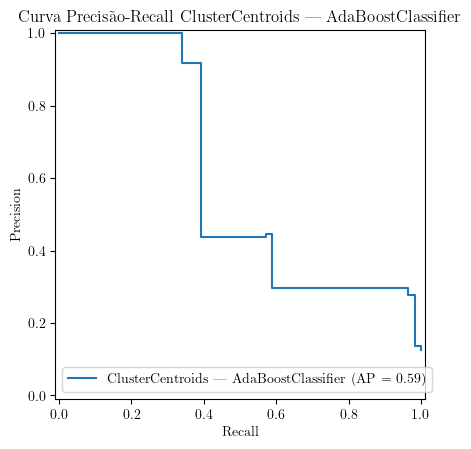 Curva Precisão-Recall ClusterCentroids — AdaBoostClassifier
1.0
0.8
0.6
0.4
0.2
0.0
Precision
ClusterCentroids — AdaBoostClassifier (AP = 0.59)
0.0 0.2 0.4 0.6 0.8 1.0
Recall